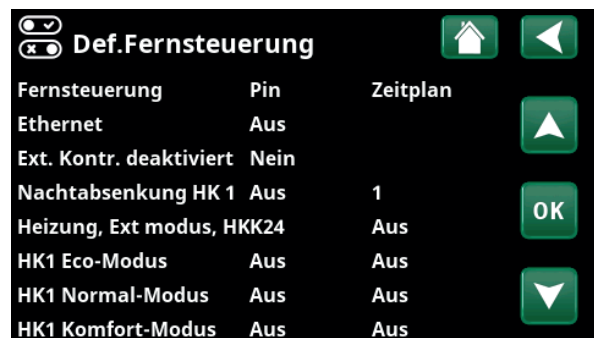 Def.Fernsteuerung
Fernsteuerung Pin Zeitplan
Ethernet Aus
Ext. Kontr. deaktiviert Nein
Nachtabsenkung HK 1 Aus 1
OK
Heizung, Ext modus, HKK24 Aus
HK1 Eco-Modus Aus Aus
HK1 Normal-Modus Aus Aus
HK1 Komfort-Modus Aus Aus